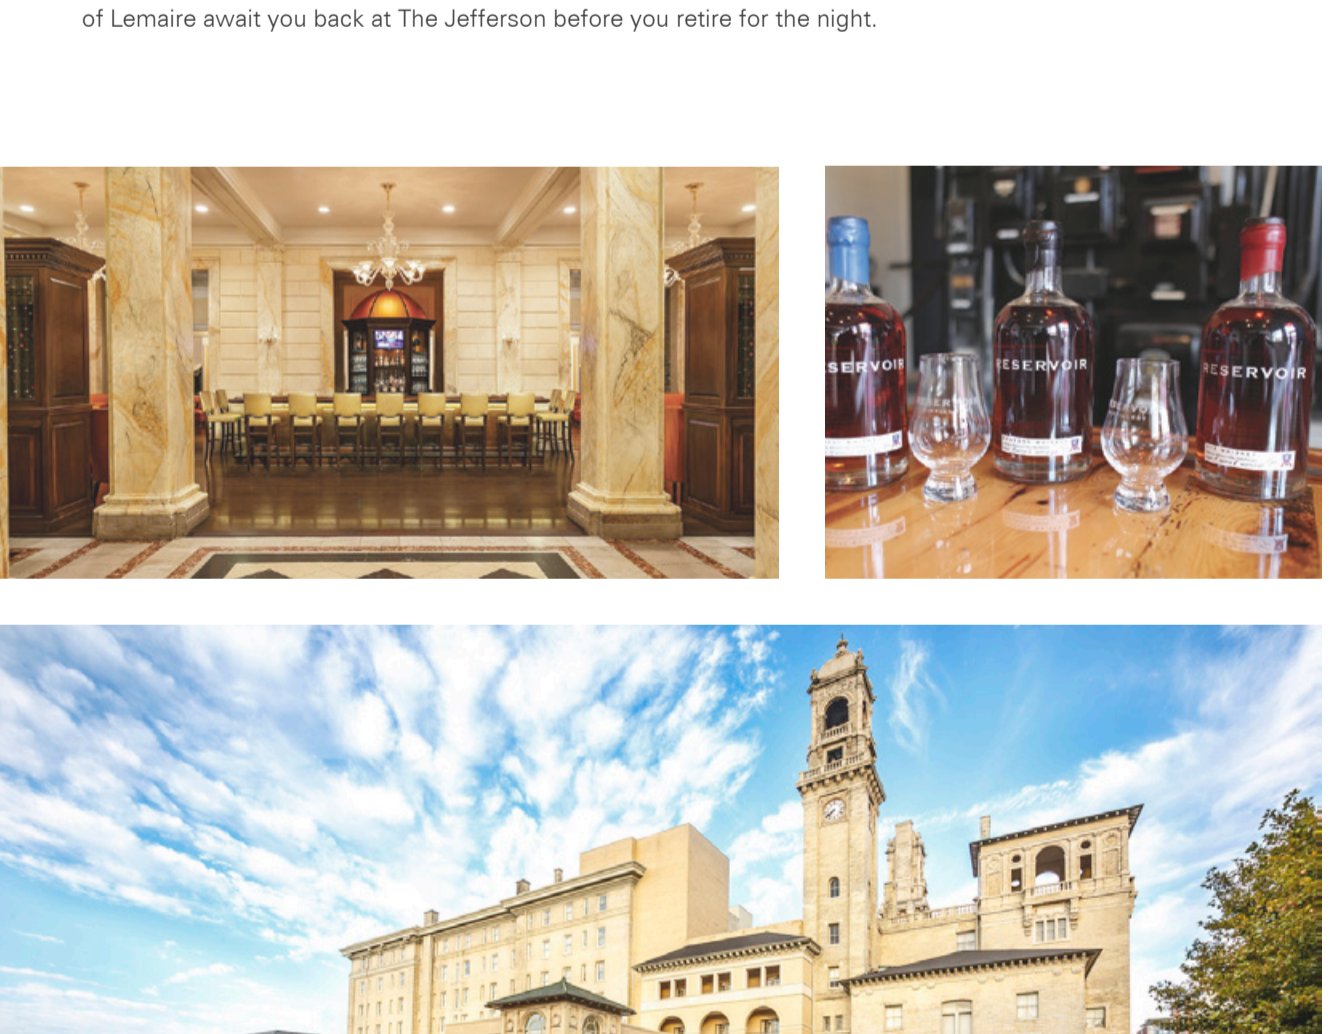 of Lemaire await you back at The Jefferson before you retire for the night.
SERVOIR
RESERVOIR
RESERVOIR